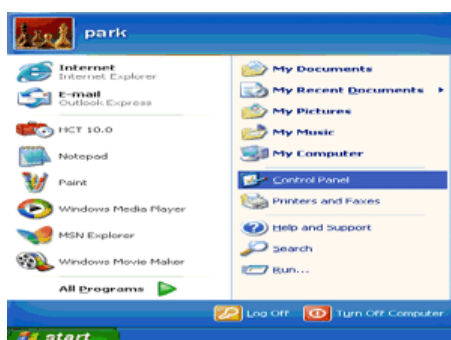 park
Internet
Internet Explorer
E-mail
Outlook Express
HCT 10.0
Notepad
Paint
Windows Media Player
MSN Explorer
Windows Movie Maker
All Programs
My Documents
My Recent Documents
My Pictures
My Music
My Computer
Control Panel
Printers and Faxes
Help and Support
Search
Run...
Log Off
Turn Off Computer
start